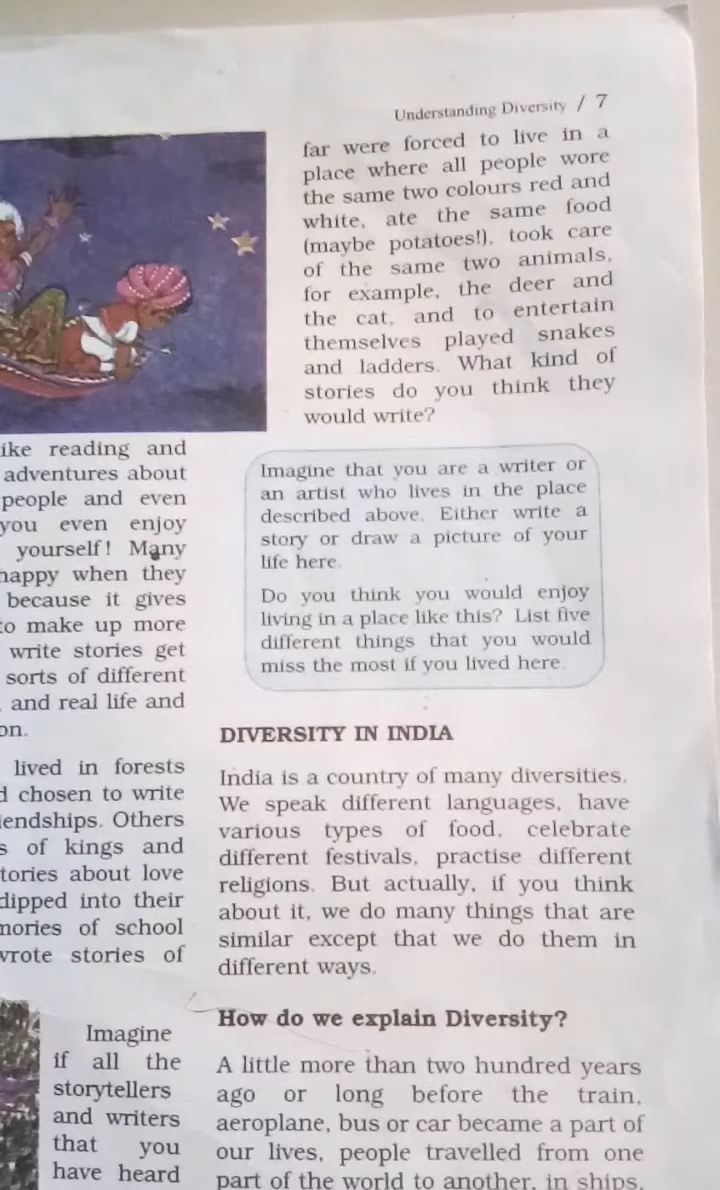 Understanding Diversity / 7
ike reading and
adventures about
people and even
you even enjoy
yourself! Many
happy when they
because it gives
to make up more
write stories get
sorts of different
, and real life and
on.
lived in forests
d chosen to write
iendships. Others
s of kings and
tories about love
dipped into their
mories of school
wrote stories of
Imagine
if all the
storytellers
and writers
that you
have heard
far were forced to live in a
place where all people wore
the same two colours red and
white, ate the same food
(maybe potatoes!), took care
of the same two animals,
for example, the deer and
the cat, and to entertain
themselves played snakes
and ladders. What kind of
stories do you think they
would write?
Imagine that you are a writer or
an artist who lives in the place
described above. Either write a
story or draw a picture of your
life here.
Do you think you would enjoy
living in a place like this? List five
different things that you would
miss the most if you lived here.
DIVERSITY IN INDIA
India is a country of many diversities.
We speak different languages, have
various types of food, celebrate
different festivals, practise different
religions. But actually, if you think
about it, we do many things that are
similar except that we do them in
different ways.
How do we explain Diversity?
A little more than two hundred years
ago or long before the train,
aeroplane, bus or car became a part of
our lives, people travelled from one
part of the world to another, in ships,